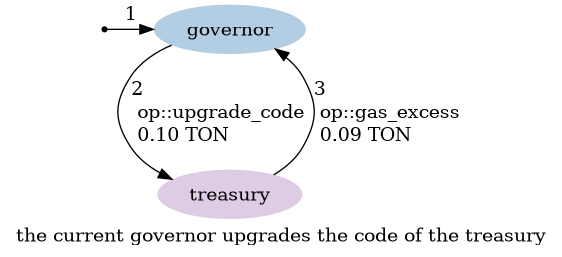 1
governor
2
op::upgrade_code
0.10 TON
3
op::gas_excess
0.09 TON
treasury
the current governor upgrades the code of the treasury